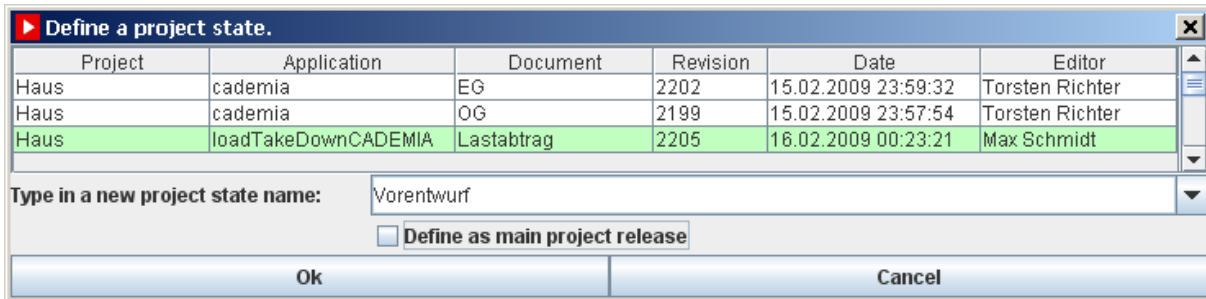 Define a project state.
Project Application Document Revision Date Editor
Haus cademia EG 2202 15.02.2009 23:59:32 Torsten Richter
Haus cademia OG 2199 15.02.2009 23:57:54 Torsten Richter
Haus loadTakeDownCADEMIA Lastabtrag 2205 16.02.2009 00:23:21 Max Schmidt
Type in a new project state name: Vorentwurf
Define as main project release
Ok Cancel